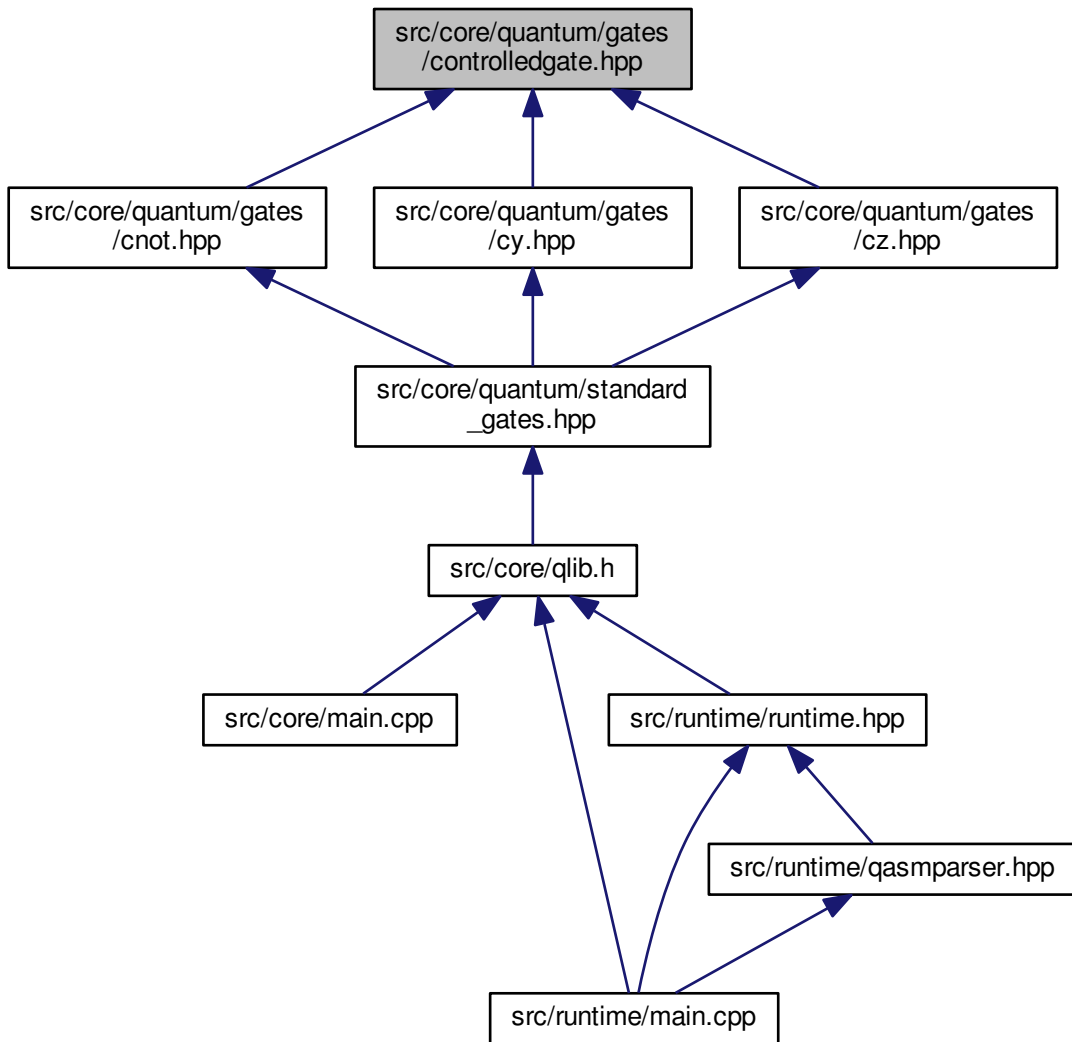 src/core/quantum/gates
/controlledgate.hpp
src/core/quantum/gates
/cnot.hpp
src/core/quantum/gates
/cy.hpp
src/core/quantum/gates
/cz.hpp
src/core/quantum/standard
_gates.hpp
src/core/qlib.h
src/core/main.cpp
src/runtime/runtime.hpp
src/runtime/qasmparser.hpp
src/runtime/main.cpp